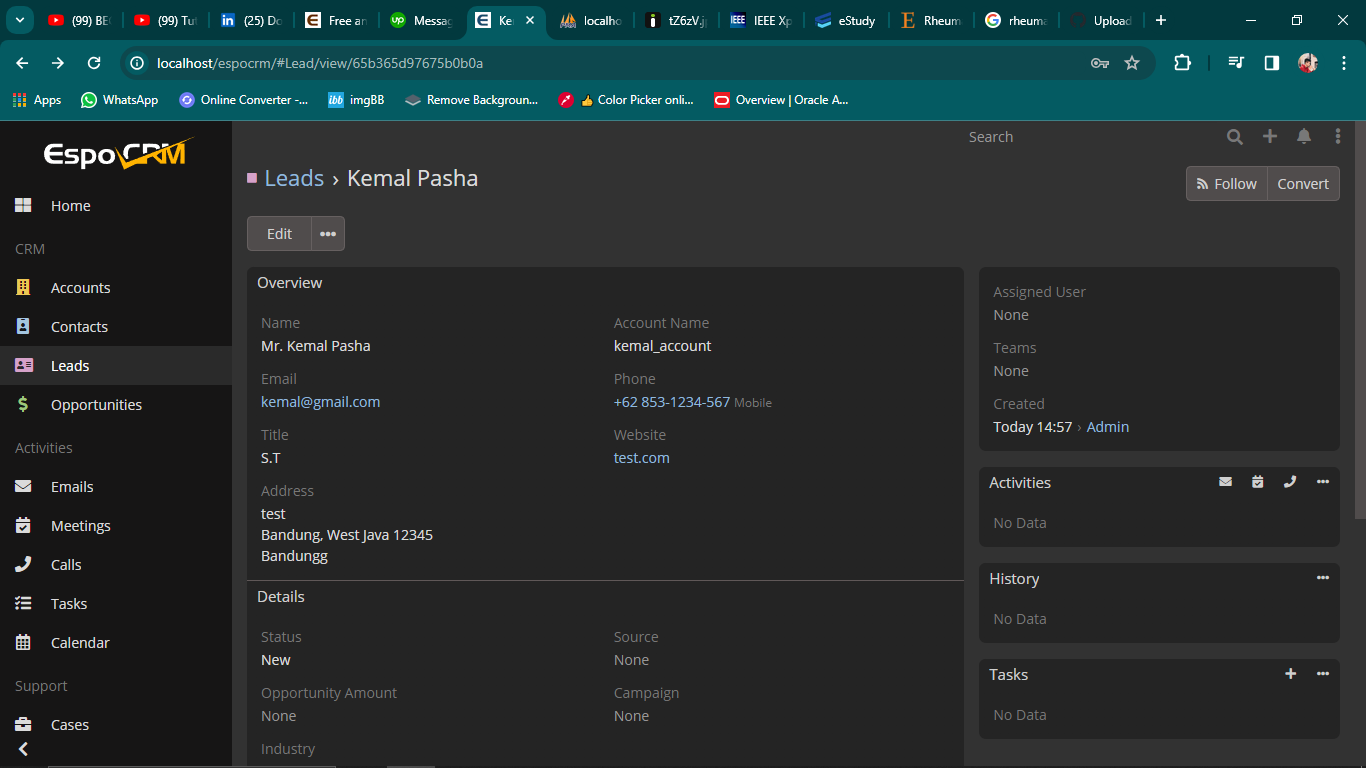 (99) BE
(99) Tut
(25) Do
Free an
Messag
Ke
localho
tZ6zV.j
IEEE Xp
eStudy
Rheum
rheuma
Upload
localhost/espocrm/#Lead/view/65b365d97675b0b0a
Apps
WhatsApp
Online Converter -...
ibb imgBB
Remove Backgroun...
👍 Color Picker onli...
Overview | Oracle A...
EspoCRM
Search
Leads › Kemal Pasha
Follow
Convert
Edit
•••
Home
CRM
Accounts
Contacts
Leads
Opportunities
Activities
Emails
Meetings
Calls
Tasks
Calendar
Support
Cases
Overview
Name
Mr. Kemal Pasha
Account Name
kemal_account
Email
kemal@gmail.com
Phone
+62 853-1234-567 Mobile
Title
S.T
Website
test.com
Address
test
Bandung, West Java 12345
Bandungg
Details
Status
New
Source
None
Opportunity Amount
None
Campaign
None
Industry
Assigned User
None
Teams
None
Created
Today 14:57 › Admin
Activities
No Data
History
No Data
Tasks
No Data